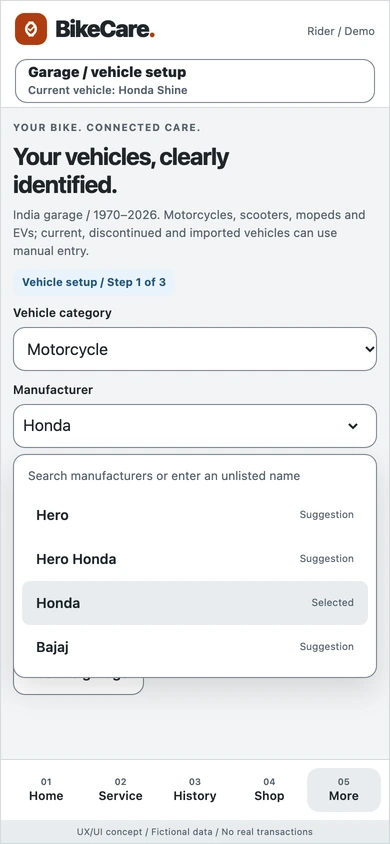 BikeCare.
Rider / Demo
Garage / vehicle setup
Current vehicle: Honda Shine
YOUR BIKE. CONNECTED CARE.
Your vehicles, clearly
identified.
India garage / 1970–2026. Motorcycles, scooters, mopeds and
EVs; current, discontinued and imported vehicles can use
manual entry.
Vehicle setup / Step 1 of 3
Vehicle category
Motorcycle
Manufacturer
Honda
Search manufacturers or enter an unlisted name
Hero Suggestion
Hero Honda Suggestion
Honda Selected
Bajaj Suggestion
01 02 03 04 05
Home Service History Shop More
UX/UI concept / Fictional data / No real transactions